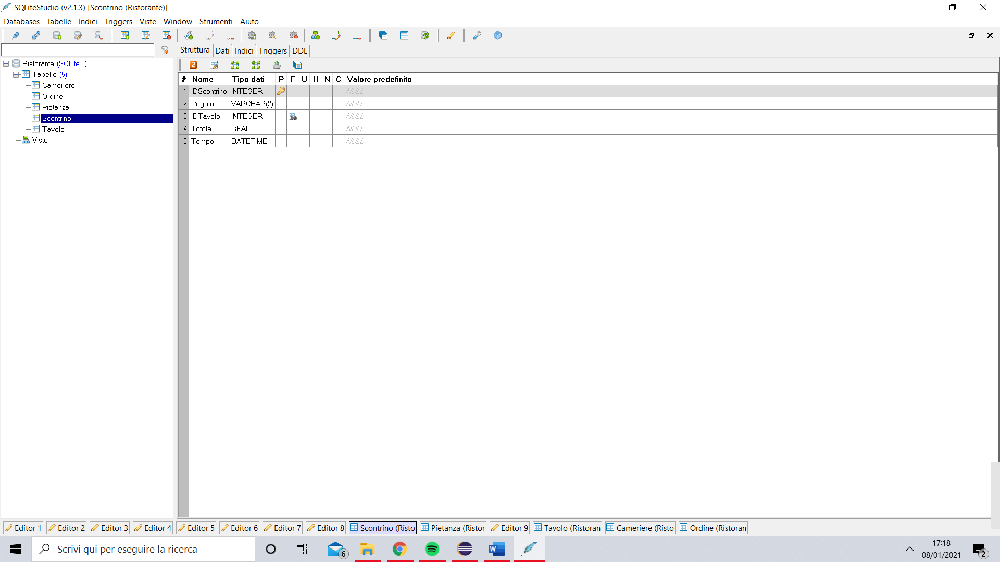 SQLiteStudio (v2.1.3) [Scontrino (Ristorante)]
Databases Tabelle Indici Triggers Viste Window Strumenti Aiuto
Struttura Dati Indici Triggers DDL
Ristorante (SQLite 3)
Tabelle (5)
Cameriere
Ordine
Pietanza
Scontrino
Tavolo
Viste
# Nome Tipo dati P F U H N C Valore predefinito
1 IDScontrino INTEGER NULL
2 Pagato VARCHAR(2) NULL
3 IDTavolo INTEGER NULL
4 Totale REAL NULL
5 Tempo DATETIME NULL
Editor 1 Editor 2 Editor 3 Editor 4 Editor 5 Editor 6 Editor 7 Editor 8 Scontrino (Risto Pietanza (Ristor Editor 9 Tavolo (Ristoran Cameriere (Risto Ordine (Ristoran
Scrivi qui per eseguire la ricerca
6
W
17:18
08/01/2021
2